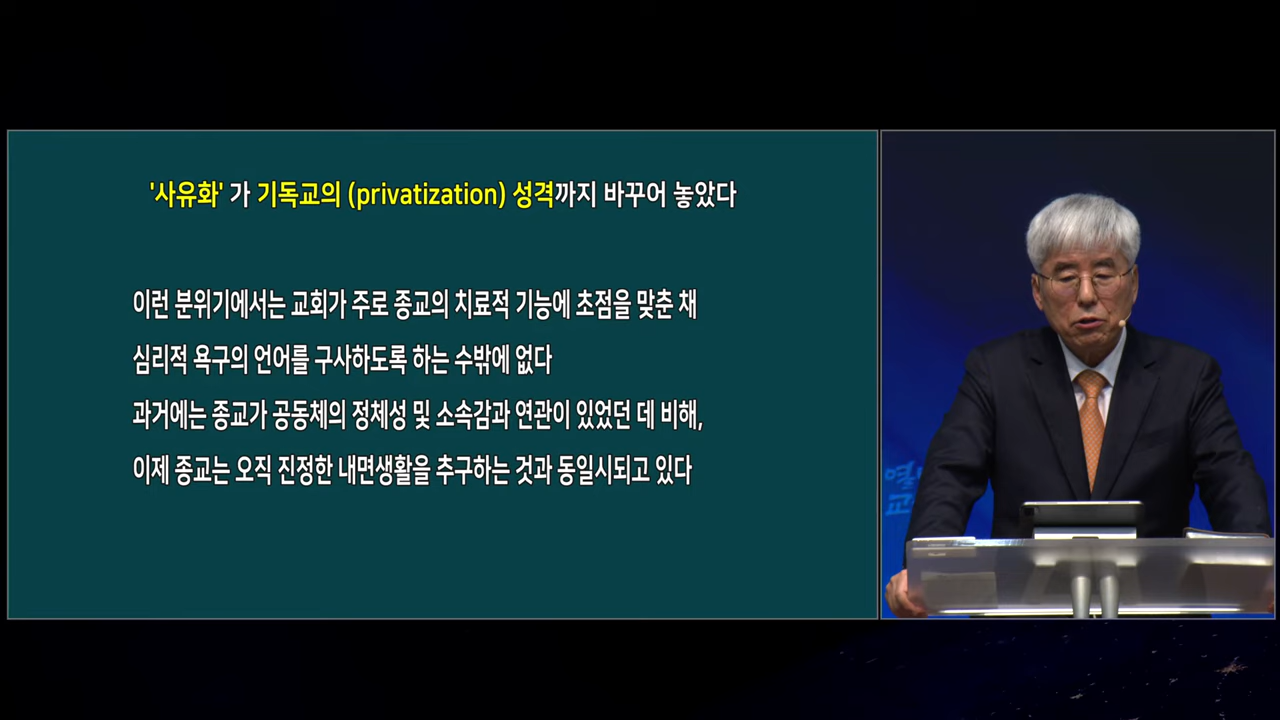 '사유화' 가 기독교의 (privatization) 성격까지 바꾸어 놓았다
이런 분위기에서는 교회가 주로 종교의 치료적 기능에 초점을 맞춘 채
심리적 욕구의 언어를 구사하도록 하는 수밖에 없다
과거에는 종교가 공동체의 정체성 및 소속감과 연관이 있었던 데 비해,
이제 종교는 오직 진정한 내면생활을 추구하는 것과 동일시되고 있다